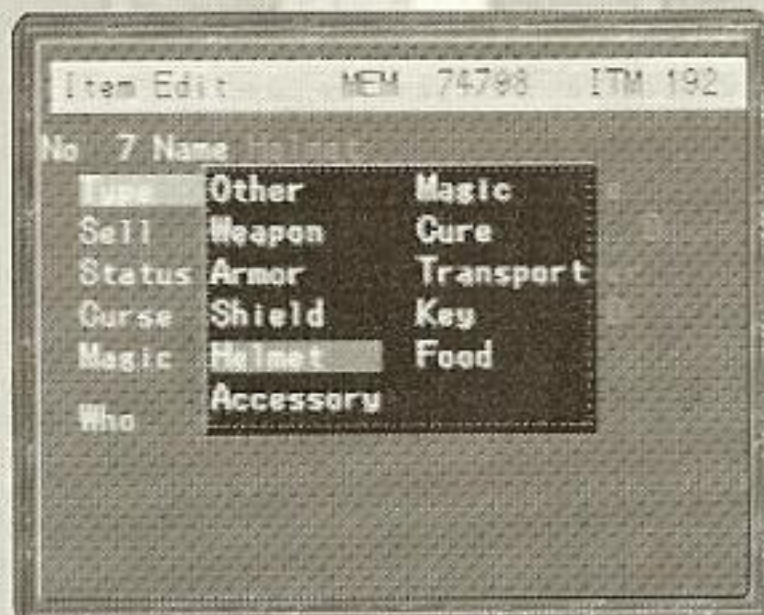 Item Edit MEM 74798 ITM 192
No 7 Name Helmet
Type Other Magic
Sell Weapon Cure
Status Armor Transport
Curse Shield Key
Magic Helmet Food
Accessory
Who